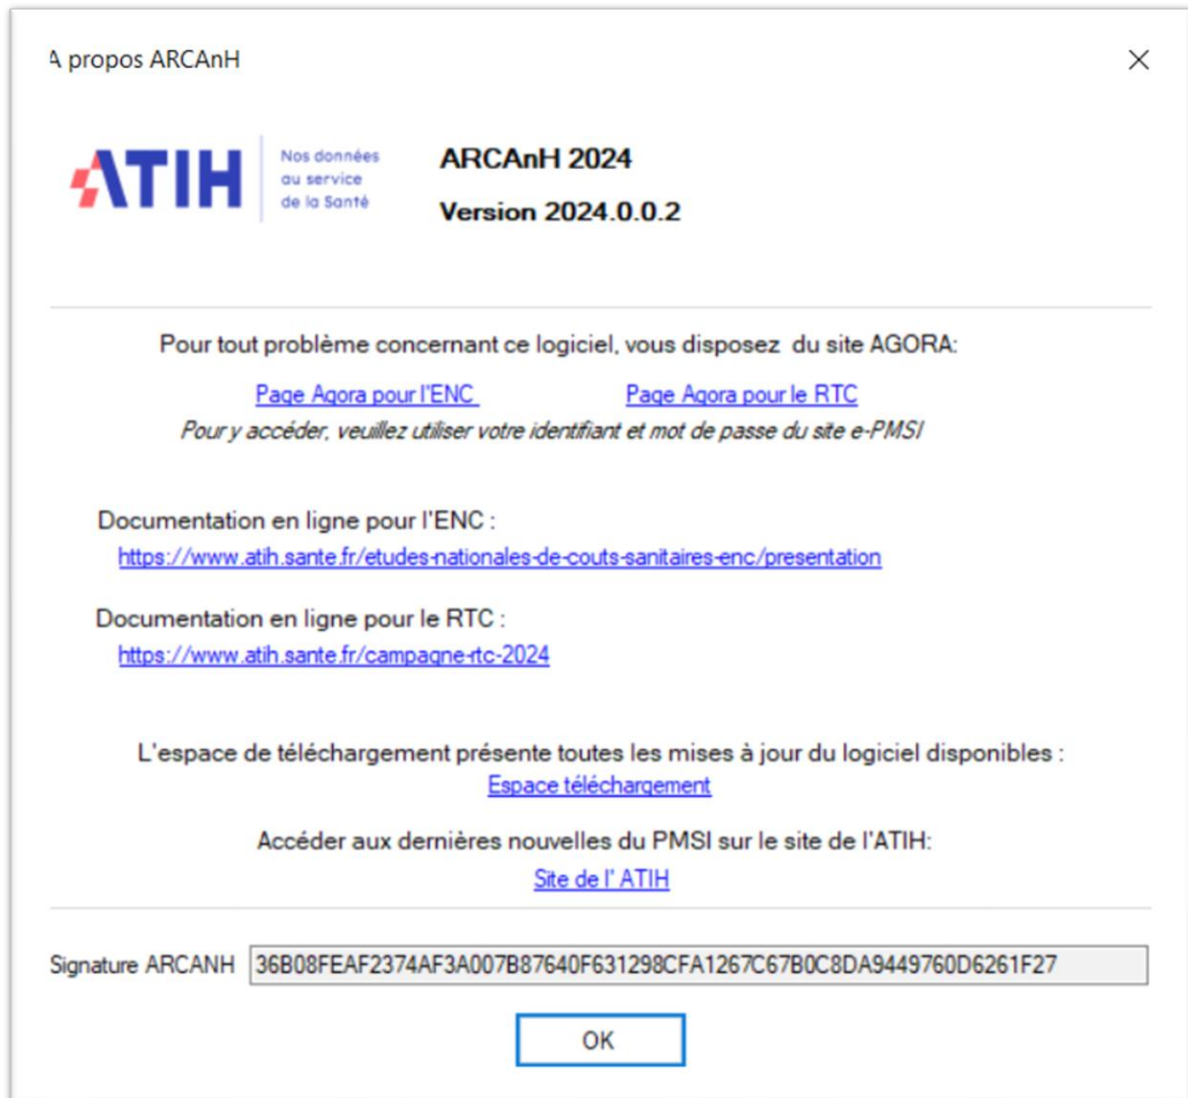 A propos ARCAnH
ATIH
Nos données
au service
de la Santé
ARCAnH 2024
Version 2024.0.0.2
Pour tout problème concernant ce logiciel, vous disposez du site AGORA:
Page Agora pour l'ENC
Page Agora pour le RTC
Pour y accéder, veuillez utiliser votre identifiant et mot de passe du site e-PMSI
Documentation en ligne pour l'ENC :
https://www.atih.sante.fr/etudes-nationales-de-couts-sanitaires-enc/presentation
Documentation en ligne pour le RTC :
https://www.atih.sante.fr/campagne-rtc-2024
L'espace de téléchargement présente toutes les mises à jour du logiciel disponibles :
Espace téléchargement
Accéder aux dernières nouvelles du PMSI sur le site de l'ATIH:
Site de l' ATIH
Signature ARCANH
36B08FEAF2374AF3A007B87640F631298CFA1267C67B0C8DA9449760D6261F27
OK